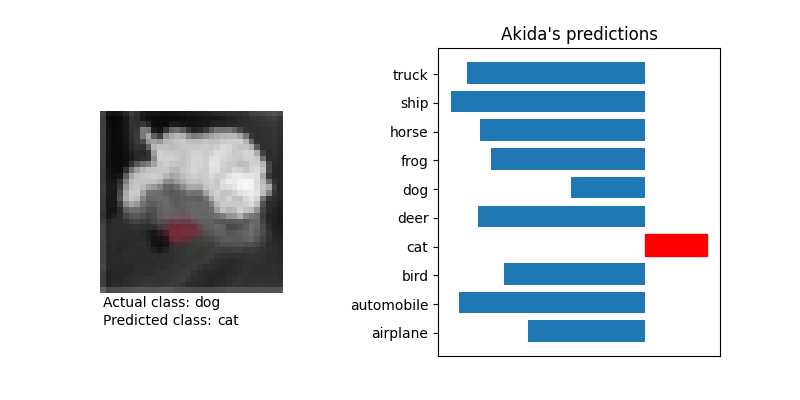 Akida's predictions
truck
ship
horse
frog
dog
deer
cat
bird
automobile
airplane
Actual class: dog
Predicted class: cat